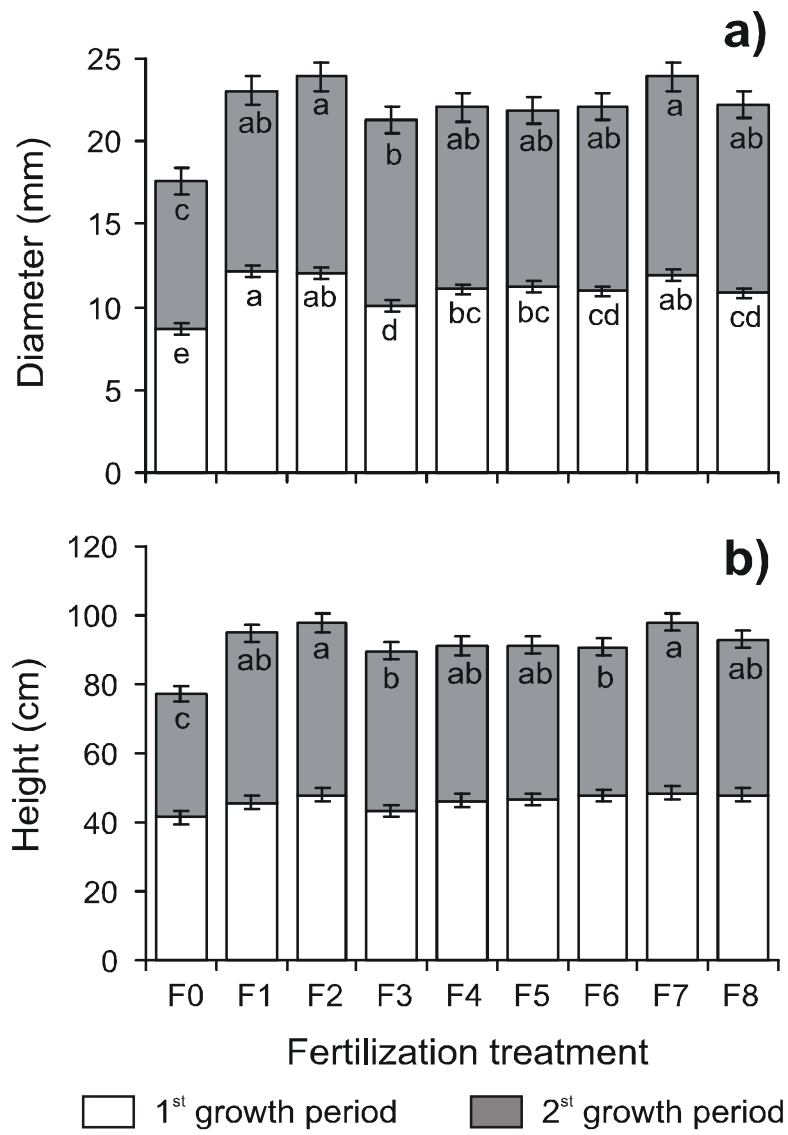 a)
25
20
15
10
5
0
Diameter (mm)
c ab a b ab ab ab a ab
e a ab d bc bc cd ab cd
b)
120
100
80
60
40
20
0
Height (cm)
c ab a b ab ab b a ab
F0 F1 F2 F3 F4 F5 F6 F7 F8
Fertilization treatment
1st growth period 2st growth period